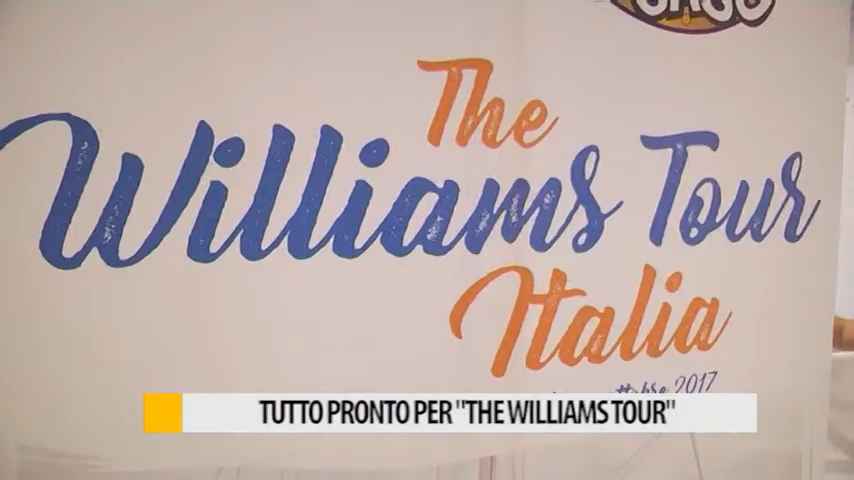 The
Williams Tour
Italia
2017
TUTTO PRONTO PER "THE WILLIAMS TOUR"